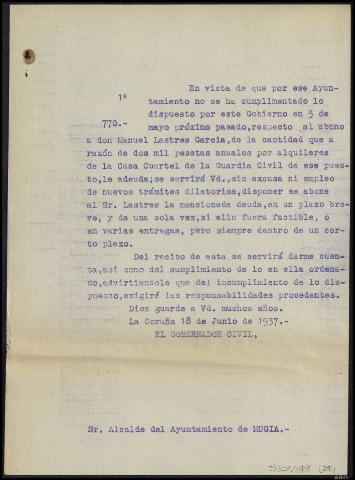 En vista de que por ese Ayun-
1º
tamiento no se ha cumplimentado lo
dispuesto por este Gobierno en 5 de
770.-
mayo próximo pasado,respecto al abono
a don Manuel Lastres Garcia,de la cantidad que a
razón de dos mil pesetas anuales por alquileres
de la Casa Cuartel de la Guardia Civil de ese pues-
to,le adeuda;se servirá Vd.,sin excusa ni empleo
de nuevos trámites dilatorios,disponer se abone
al Sr. Lastres la mencionada deuda,en un plazo bre-
ve, y de una sola vez,si ello fuera factible, o
en varias entregas, pero siempre dentro de un cor-
to plazo.
Del recibo de esta se servirá darme cuen-
ta,asi como del cumplimiento de lo en ella ordena-
do,advirtiendole que del incumplimiento de lo dis-
puesto,exigiré las responsabilidades procedentes.
Dios guarde a Vd. muchos años.
La Coruña 18 de Junio de 1937.-
EL GOBERNADOR CIVIL,
Sr. Alcalde del Ayuntamiento de MUGIA.-